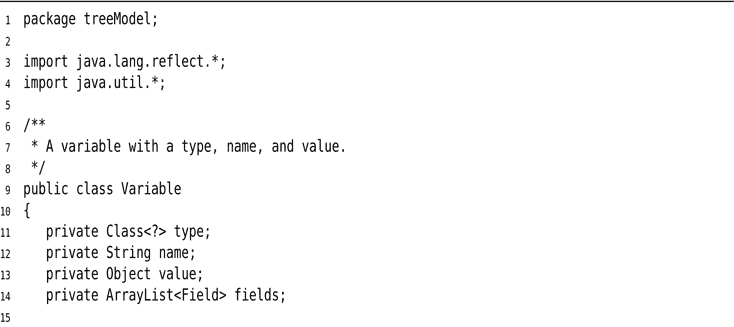 1 package treeModel;
2
3 import java.lang.reflect.*;
4 import java.util.*;
5
6 /**
7  * A variable with a type, name, and value.
8  */
9 public class Variable
10 {
11    private Class<?> type;
12    private String name;
13    private Object value;
14    private ArrayList<Field> fields;
15